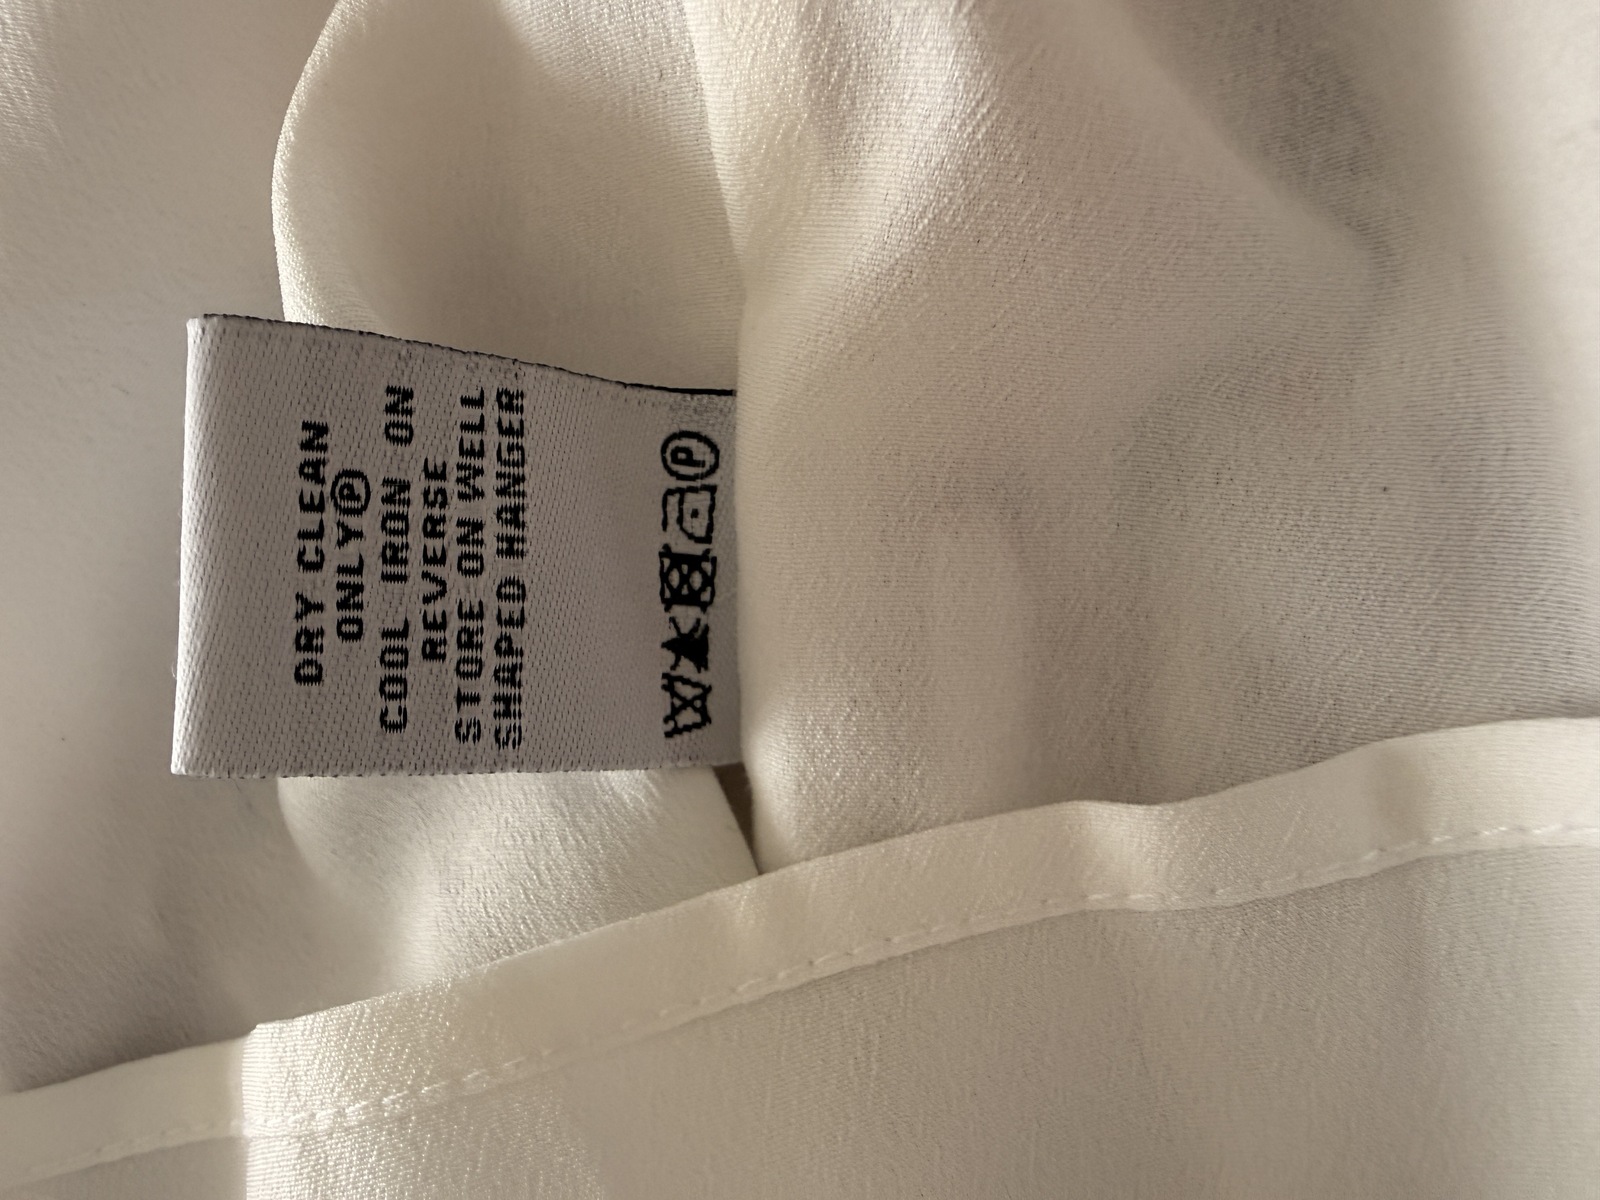 DRY CLEAN
ONLY Ⓟ
COOL IRON ON
REVERSE
STORE ON WELL
SHAPED HANGER
Ⓟ